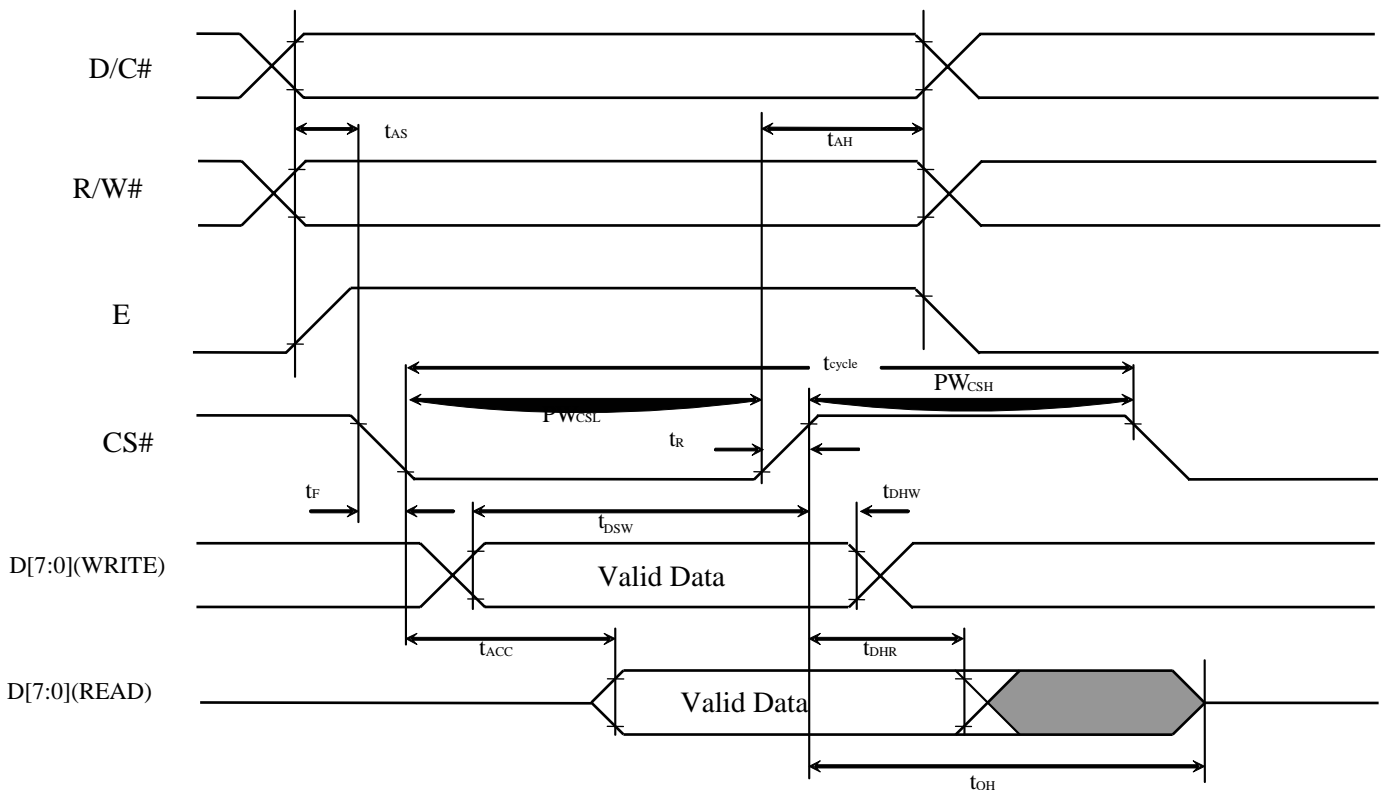 D/C#
tAS
tAH
R/W#
E
tcycle
PWCSL
PWCSH
CS#
tR
tF
tDSW
tDHW
D[7:0](WRITE)
Valid Data
tACC
tDHR
D[7:0](READ)
Valid Data
tOH